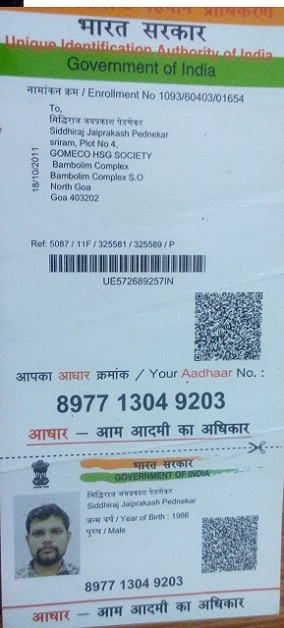 प्राधिकरण
भारत सरकार
Unique Identification Authority of India
Government of India
नामांकन क्रम / Enrollment No 1093/60403/01654
To,
सिद्धिराज जयप्रकाश पेडणेकर
Siddhiraj Jaiprakash Pednekar
sriram, Plot No 4,
GOMECO HSG SOCIETY
Bambolim Complex
Bambolim Complex S.O
North Goa
Goa 403202
18/10/2011
Ref: 5087 / 11F / 325581 / 325589 / P
UE572689257IN
आपका आधार क्रमांक / Your Aadhaar No. :
8977 1304 9203
आधार – आम आदमी का अधिकार
भारत सरकार
GOVERNMENT OF INDIA
सिद्धिराज जयप्रकाश पेडणेकर
Siddhiraj Jaiprakash Pednekar
जन्म वर्ष / Year of Birth : 1986
पुरुष / Male
8977 1304 9203
आधार – आम आदमी का अधिकार